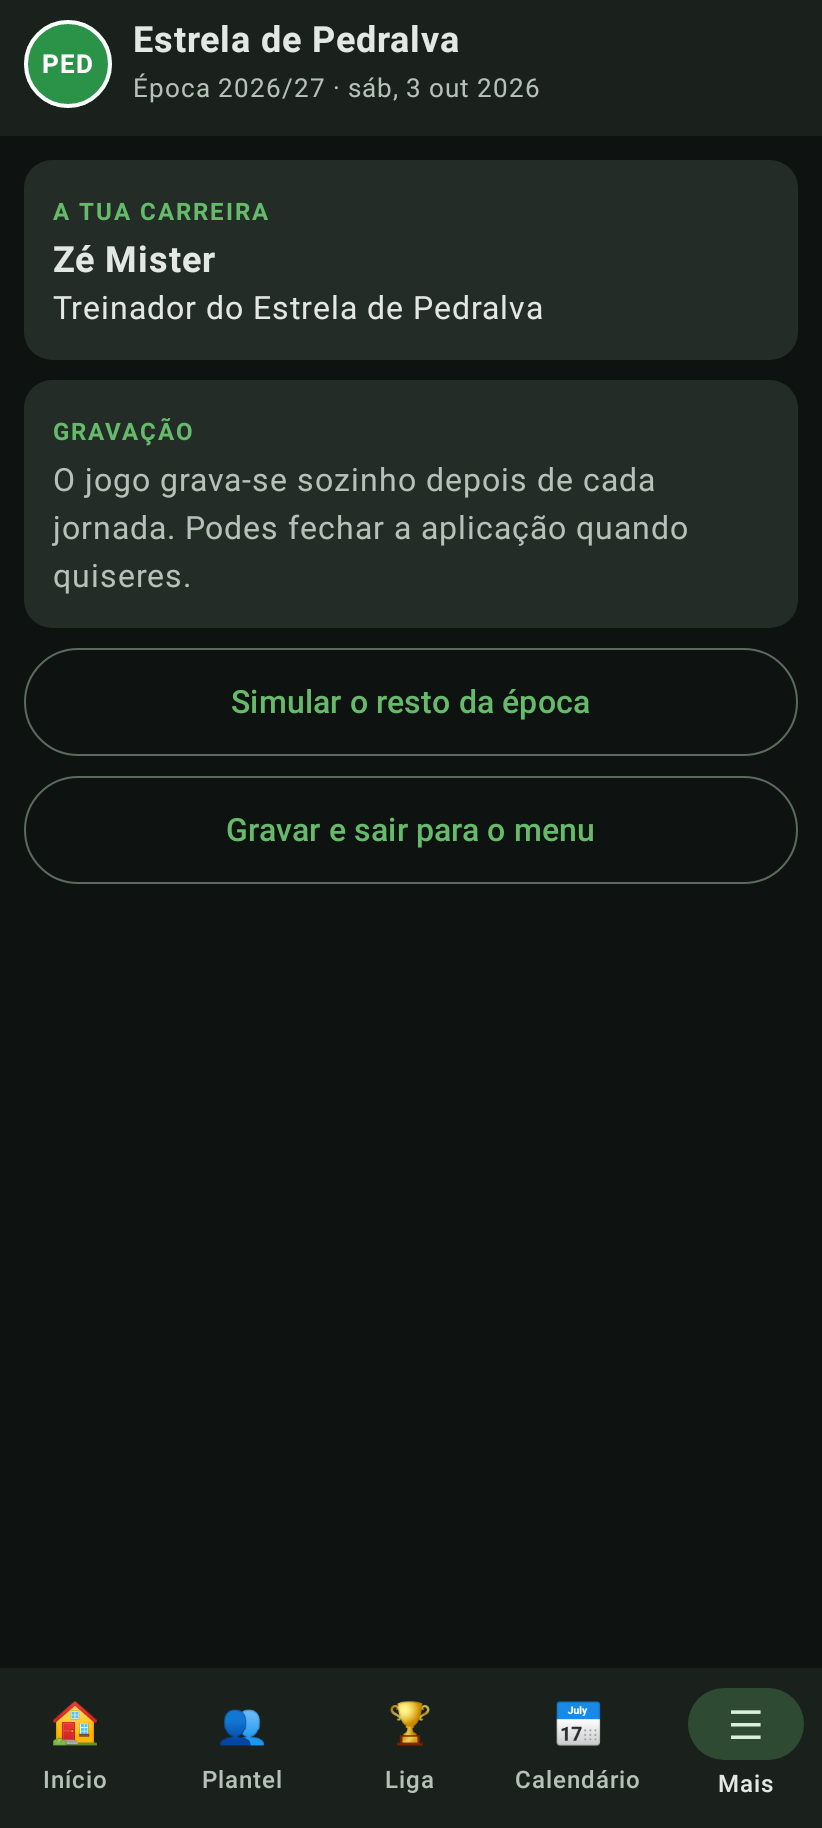 PED
Estrela de Pedralva
Época 2026/27 · sáb, 3 out 2026
A TUA CARREIRA
Zé Mister
Treinador do Estrela de Pedralva
GRAVAÇÃO
O jogo grava-se sozinho depois de cada
jornada. Podes fechar a aplicação quando
quiseres.
Simular o resto da época
Gravar e sair para o menu
July
17
Início
Plantel
Liga
Calendário
Mais